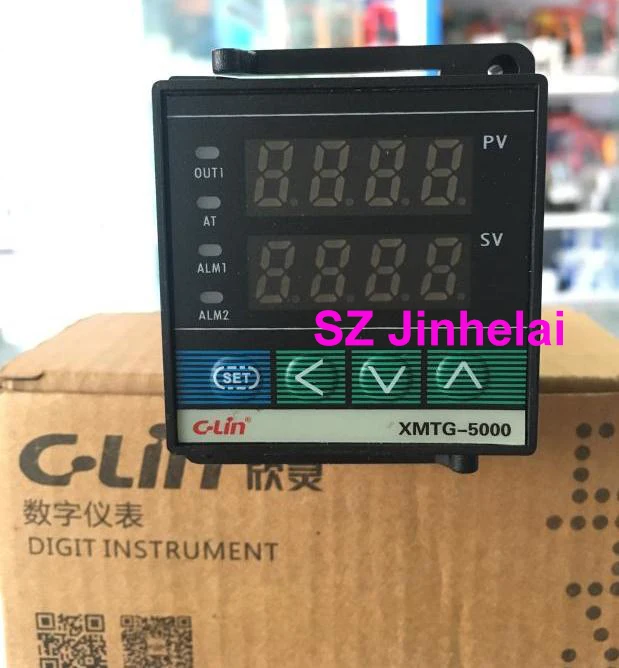 PV
OUT1
AT
SV
ALM1
ALM2
SZ Jinhelai
SET
C-Lin®
XMTG-5000
C-Lin 欣灵
数字仪表
DIGIT INSTRUMENT